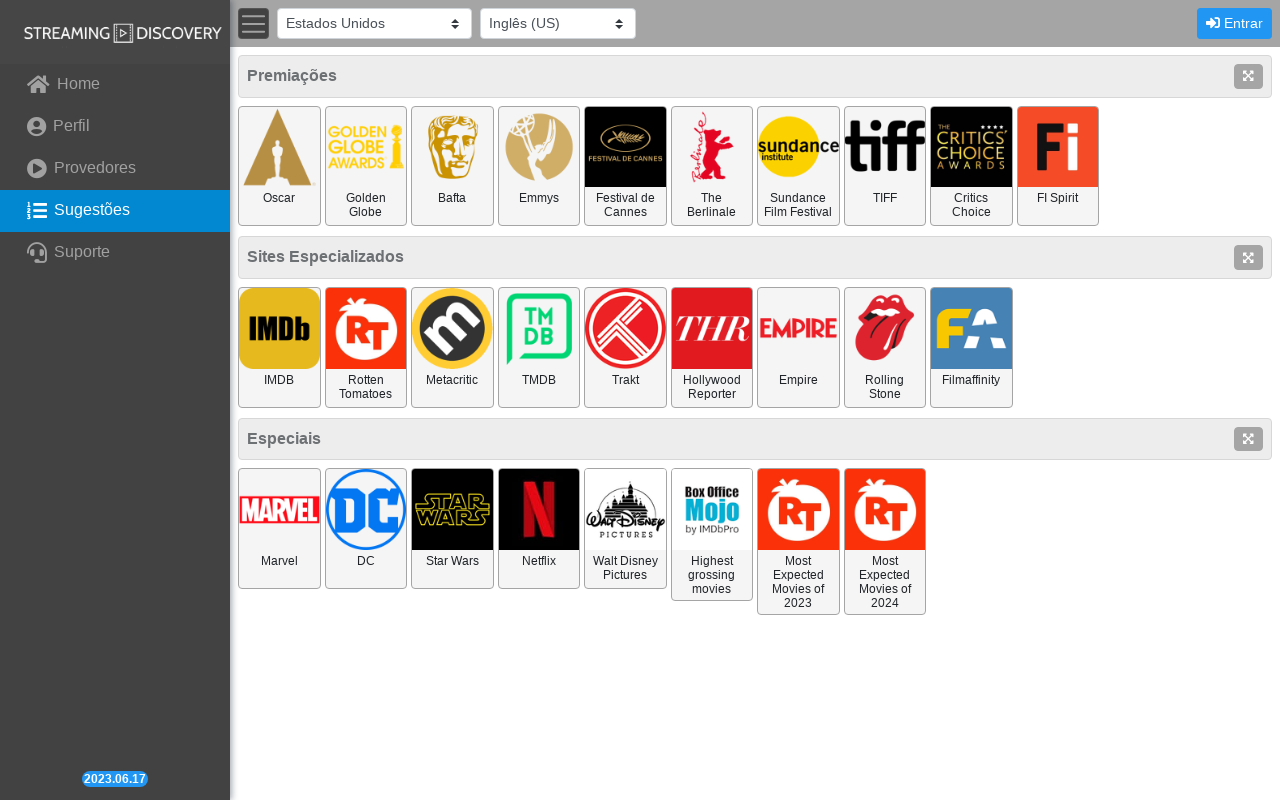 STREAMING DISCOVERY
Estados Unidos
Inglês (US)
Entrar
Home
Perfil
Provedores
Sugestões
Suporte
2023.06.17
Premiações
GOLDEN
GLOBE
AWARDS
FESTIVAL DE CANNES
Berlinale
sundance
institute
tiff
THE
CRITICS'
CHOICE
AWARDS
Fi
Oscar
Golden
Globe
Bafta
Emmys
Festival de
Cannes
The
Berlinale
Sundance
Film Festival
TIFF
Critics
Choice
FI Spirit
Sites Especializados
IMDb
RT
m
TM
DB
THR
EMPIRE
FA
IMDB
Rotten
Tomatoes
Metacritic
TMDB
Trakt
Hollywood
Reporter
Empire
Rolling
Stone
Filmaffinity
Especiais
MARVEL
DC
STAR
WARS
N
WALT DISNEY
PICTURES
Box Office
Mojo
by IMDbPro
RT
RT
Marvel
DC
Star Wars
Netflix
Walt Disney
Pictures
Highest
grossing
movies
Most
Expected
Movies of
2023
Most
Expected
Movies of
2024